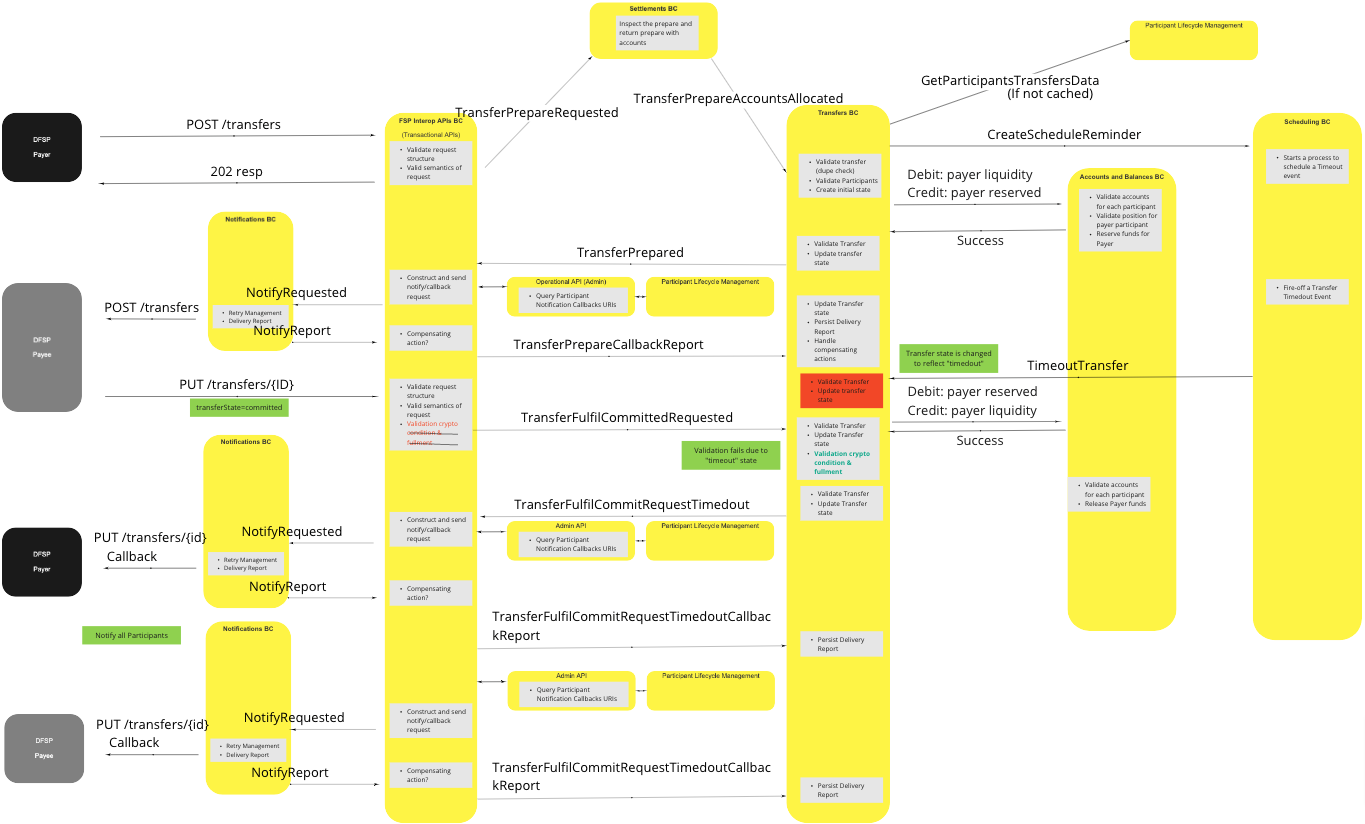 Settlements BC
Inspect the prepare and
return prepare with
accounts
Participant Lifecycle Management
GetParticipantsTransfersData
(If not cached)
TransferPrepareRequested
TransferPrepareAccountsAllocated
DFSP
Payer
POST /transfers
202 resp
FSP Interop APIs BC
(Transactional APIs)
• Validate request
structure
• Valid semantics of
request
Transfers BC
• Validate transfer
(dupe check)
• Validate Participants
• Create initial state
CreateScheduleReminder
Scheduling BC
• Starts a process to
schedule a Timeout
event
Debit: payer liquidity
Credit: payer reserved
Success
Accounts and Balances BC
• Validate accounts
for each participant
• Validate position for
payer participant
• Reserve funds for
Payer
Notifications BC
• Validate Transfer
• Update transfer
state
TransferPrepared
• Construct and send
notify/callback
request
Operational API (Admin)
• Query Participant
Notification Callbacks URIs
Participant Lifecycle Management
• Fire-off a Transfer
Timedout Event
DFSP
Payee
POST /transfers
NotifyRequested
• Retry Management
• Delivery Report
NotifyReport
• Compensating
action?
TransferPrepareCallbackReport
• Update Transfer
state
• Persist Delivery
Report
• Handle
compensating
actions
Transfer state is changed
to reflect "timedout"
TimeoutTransfer
• Validate Transfer
• Update transfer
state
PUT /transfers/{ID}
transferState=committed
• Validate request
structure
• Valid semantics of
request
• Validation crypto
condition &
fullment
TransferFulfilCommittedRequested
Validation fails due to
"timeout" state
• Validate Transfer
• Update Transfer
state
• Validation crypto
condition &
fullment
Debit: payer reserved
Credit: payer liquidity
Success
• Validate accounts
for each participant
• Release Payer funds
• Validate Transfer
• Update Transfer
state
Notifications BC
TransferFulfilCommitRequestTimedout
• Construct and send
notify/callback
request
Admin API
• Query Participant
Notification Callbacks URIs
Participant Lifecycle Management
DFSP
Payer
PUT /transfers/{id}
Callback
NotifyRequested
• Retry Management
• Delivery Report
NotifyReport
• Compensating
action?
TransferFulfilCommitRequestTimedoutCallbac
kReport
• Persist Delivery
Report
Notify all Participants
Notifications BC
Admin API
• Query Participant
Notification Callbacks URIs
Participant Lifecycle Management
DFSP
Payee
PUT /transfers/{id}
Callback
NotifyRequested
• Retry Management
• Delivery Report
NotifyReport
• Construct and send
notify/callback
request
• Compensating
action?
TransferFulfilCommitRequestTimedoutCallbac
kReport
• Persist Delivery
Report